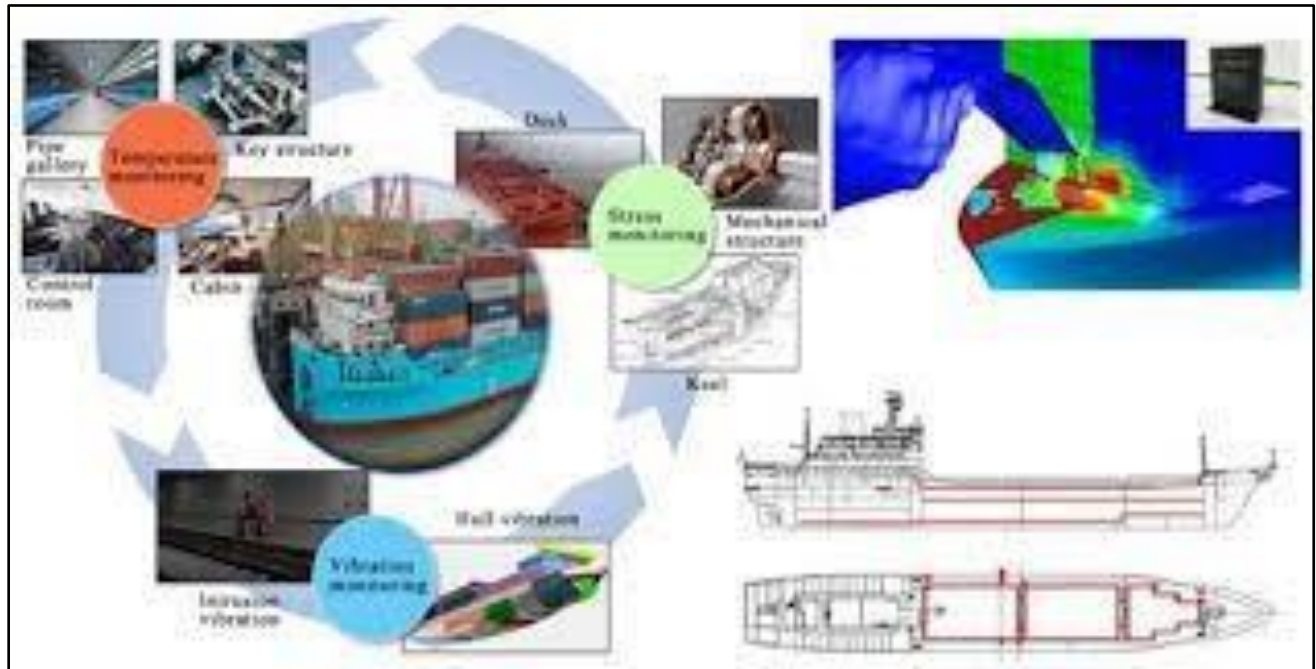 Pipe
gallery
Temperature
monitoring
Key structure
Control
room
Cabin
Deck
Stress
monitoring
Mechanical
structure
Keel
Intrusion
vibration
Vibration
monitoring
Hull vibration